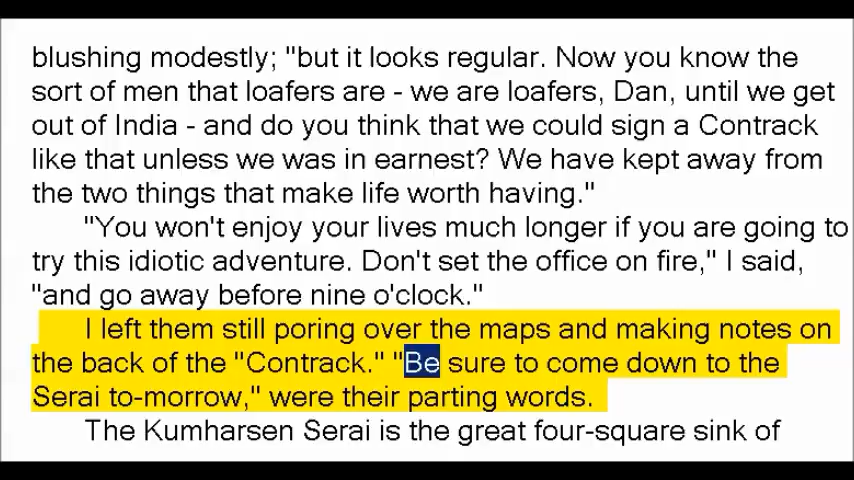 blushing modestly; "but it looks regular. Now you know the
sort of men that loafers are - we are loafers, Dan, until we get
out of India - and do you think that we could sign a Contrack
like that unless we was in earnest? We have kept away from
the two things that make life worth having."
"You won't enjoy your lives much longer if you are going to
try this idiotic adventure. Don't set the office on fire," I said,
"and go away before nine o'clock."
I left them still poring over the maps and making notes on
the back of the "Contrack." "Be sure to come down to the
Serai to-morrow," were their parting words.
The Kumharsen Serai is the great four-square sink of